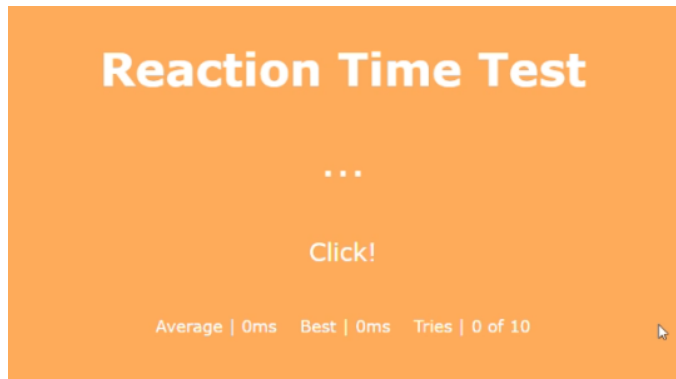 Reaction Time Test
...
Click!
Average | 0ms Best | 0ms Tries | 0 of 10